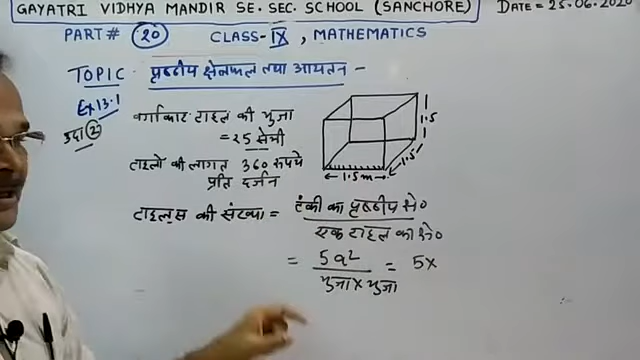 GAYATRI VIDHYA MANDIR SE. SEC. SCHOOL (SANCHORE)
DATE = 25.06.2020
PART# 20 CLASS-IX, MATHEMATICS
TOPIC पृष्ठीय क्षेत्रफल तथा आयतन -
Ex 13.1
उदा 2
वर्गाकार टाइल की भुजा
= 25 सेमी
टाइलो की लागत 360 रुपये
प्रति दर्जन
1.5
1.5
1.5m
टाइल्स की संख्या = टंकी का पृष्ठीय क्षे०
एक टाइल का क्षे०
= 5a² = 5x
भुजा x भुजा